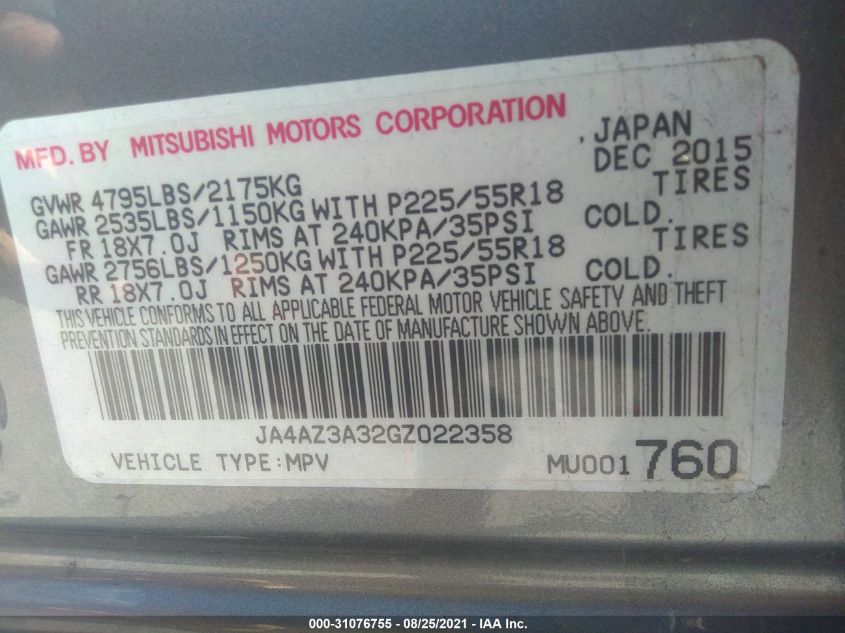 MFD. BY MITSUBISHI MOTORS CORPORATION , JAPAN
DEC 2015
GVWR 4795LBS/2175KG
GAWR 2535LBS/1150KG WITH P225/55R18 TIRES
FR 18X7.0J RIMS AT 240KPA/35PSI COLD.
GAWR 2756LBS/1250KG WITH P225/55R18 TIRES
RR 18X7.0J RIMS AT 240KPA/35PSI COLD.
THIS VEHICLE CONFORMS TO ALL APPLICABLE FEDERAL MOTOR VEHICLE SAFETY AND THEFT
PREVENTION STANDARDS IN EFFECT ON THE DATE OF MANUFACTURE SHOWN ABOVE.
JA4AZ3A32GZ022358
VEHICLE TYPE:MPV MU001760
000-31076755 - 08/25/2021 - IAA Inc.